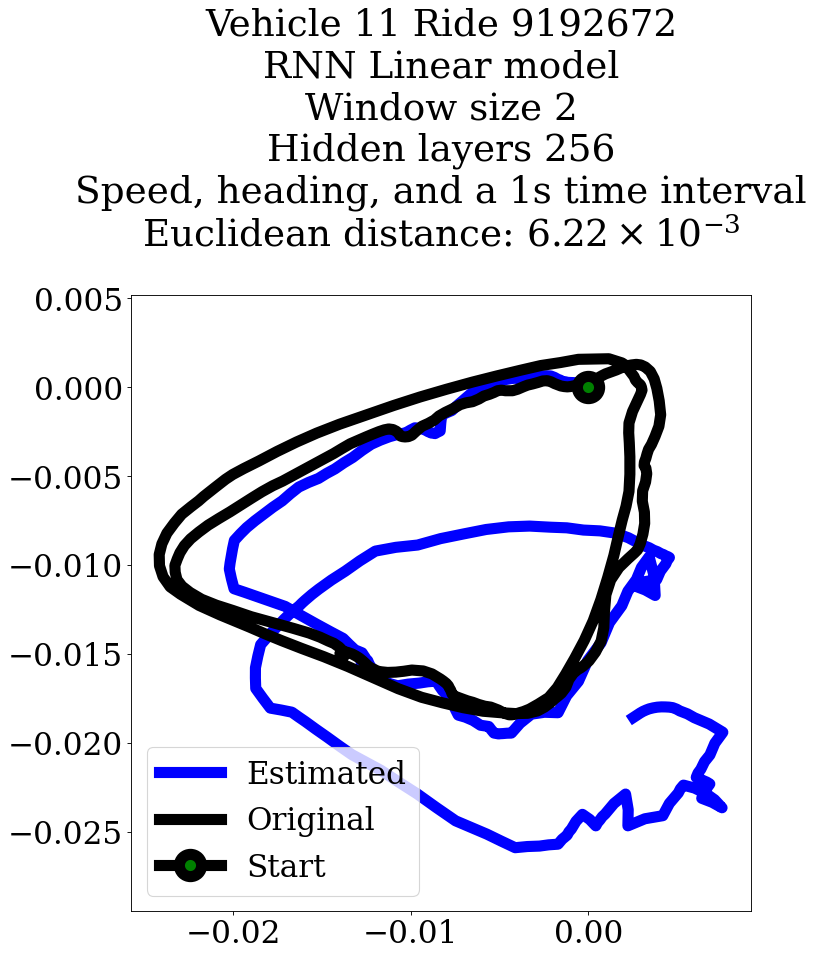 Vehicle 11 Ride 9192672
RNN Linear model
Window size 2
Hidden layers 256
Speed, heading, and a 1s time interval
Euclidean distance: 6.22 × 10⁻³
0.005
0.000
−0.005
−0.010
−0.015
−0.020
−0.025
Estimated
Original
Start
−0.02
−0.01
0.00